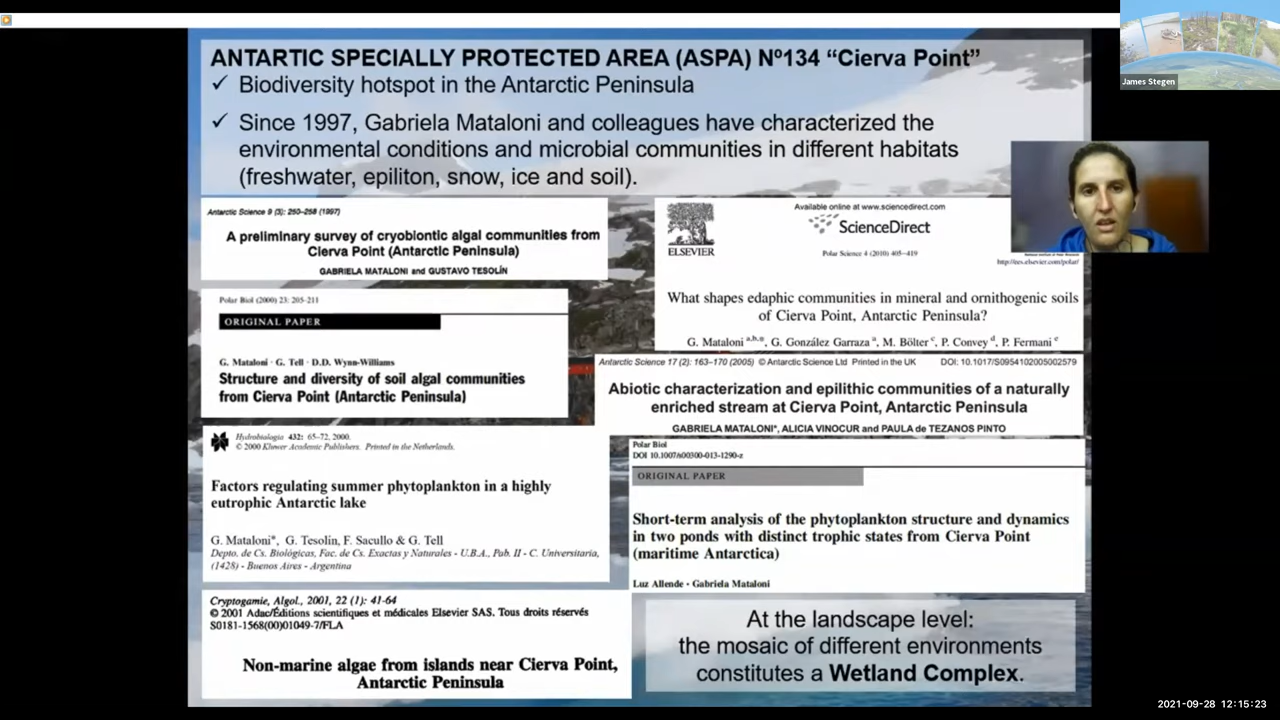 ANTARTIC SPECIALLY PROTECTED AREA (ASPA) Nº134 “Cierva Point”
✓ Biodiversity hotspot in the Antarctic Peninsula
✓ Since 1997, Gabriela Mataloni and colleagues have characterized the
environmental conditions and microbial communities in different habitats
(freshwater, epiliton, snow, ice and soil).
James Stegen
Antarctic Science 9 (3): 250–258 (1997)
A preliminary survey of cryobiontic algal communities from
Cierva Point (Antarctic Peninsula)
GABRIELA MATALONI and GUSTAVO TESOLÍN
ELSEVIER
Available online at www.sciencedirect.com
ScienceDirect
Polar Science 4 (2010) 405–419
http://ees.elsevier.com/polar/
What shapes edaphic communities in mineral and ornithogenic soils
of Cierva Point, Antarctic Peninsula?
G. Mataloni a,b,*, G. González Garraza a, M. Bölter c, P. Convey d, P. Fermani e
Polar Biol (2000) 23: 205-211
ORIGINAL PAPER
G. Mataloni · G. Tell · D.D. Wynn-Williams
Structure and diversity of soil algal communities
from Cierva Point (Antarctic Peninsula)
Antarctic Science 17 (2): 163–170 (2005) © Antarctic Science Ltd Printed in the UK DOI: 10.1017/S0954102005002579
Abiotic characterization and epilithic communities of a naturally
enriched stream at Cierva Point, Antarctic Peninsula
GABRIELA MATALONI*, ALICIA VINOCUR and PAULA de TEZANOS PINTO
Hydrobiologia 432: 65–72, 2000.
© 2000 Kluwer Academic Publishers. Printed in the Netherlands.
Factors regulating summer phytoplankton in a highly
eutrophic Antarctic lake
G. Mataloni*, G. Tesolín, F. Sacullo & G. Tell
Depto. de Cs. Biológicas, Fac. de Cs. Exactas y Naturales - U.B.A., Pab. II - C. Universitaria,
(1428) - Buenos Aires - Argentina
Polar Biol
DOI 10.1007/s00300-013-1290-z
ORIGINAL PAPER
Short-term analysis of the phytoplankton structure and dynamics
in two ponds with distinct trophic states from Cierva Point
(maritime Antarctica)
Luz Allende · Gabriela Mataloni
Cryptogamie, Algol., 2001, 22 (1): 41-64
© 2001 Adac/Éditions scientifiques et médicales Elsevier SAS. Tous droits réservés
S0181-1568(00)01049-7/FLA
Non-marine algae from islands near Cierva Point,
Antarctic Peninsula
At the landscape level:
the mosaic of different environments
constitutes a Wetland Complex.
2021-09-28 12:15:23